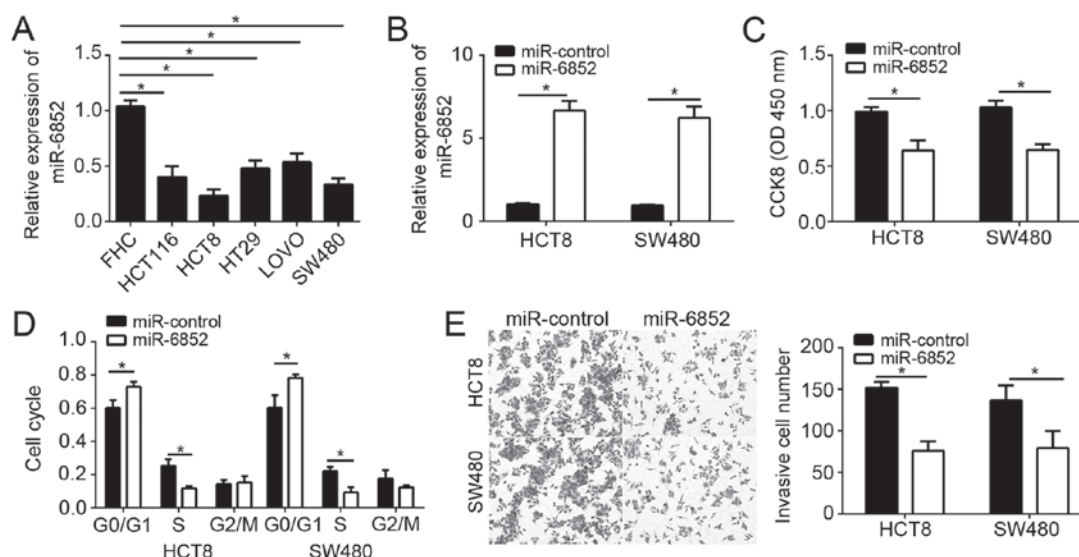 A
Relative expression of
miR-6852
1.5
1.0
0.5
0.0
* 
*
*
*
*
FHC
HCT116
HCT8
HT29
LOVO
SW480
B
Relative expression of
miR-6852
10
5
0
miR-control
miR-6852
*
*
HCT8
SW480
C
CCK8 (OD 450 nm)
1.5
1.0
0.5
0.0
miR-control
miR-6852
*
*
HCT8
SW480
D
Cell cycle
1.0
0.8
0.6
0.4
0.2
0.0
miR-control
miR-6852
*
*
*
*
G0/G1 S G2/M G0/G1 S G2/M
HCT8 SW480
E
miR-control miR-6852
HCT8
SW480
Invasive cell number
200
150
100
50
0
miR-control
miR-6852
*
*
HCT8
SW480